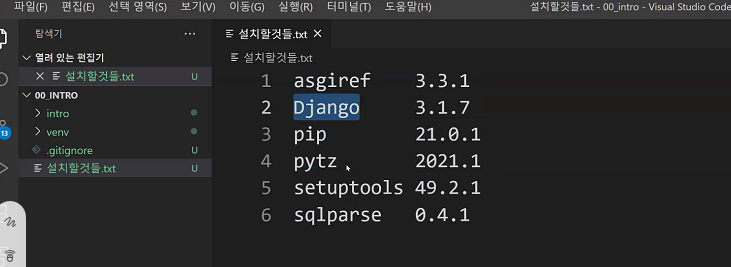 파일(F) 편집(E) 선택 영역(S) 보기(V) 이동(G) 실행(R) 터미널(T) 도움말(H) 설치할것들.txt - 00_intro - Visual Studio Code
탐색기 ···
설치할것들.txt U ×
설치할것들.txt
열려 있는 편집기
× 설치할것들.txt U
00_INTRO
intro
venv
.gitignore U
설치할것들.txt U
13
1 asgiref 3.3.1
2 Django 3.1.7
3 pip 21.0.1
4 pytz 2021.1
5 setuptools 49.2.1
6 sqlparse 0.4.1